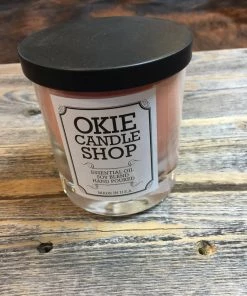 OKIE
CANDLE
SHOP
ESSENTIAL OIL
SOY BLEND
HAND POURED
MADE IN U.S.A.